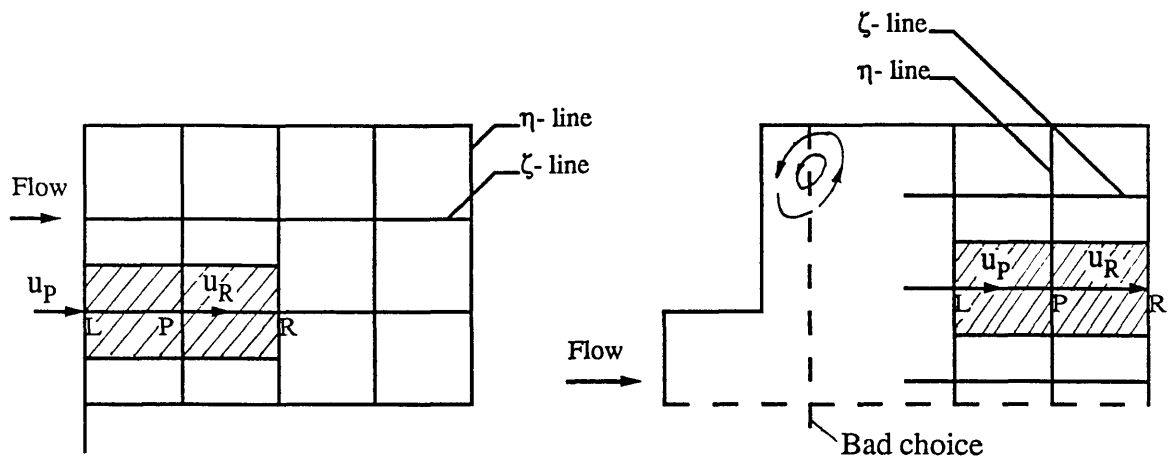 η- line
ζ- line
Flow
u_P
u_R
L
P
R
ζ- line
η- line
u_P
u_R
L
P
R
Flow
Bad choice